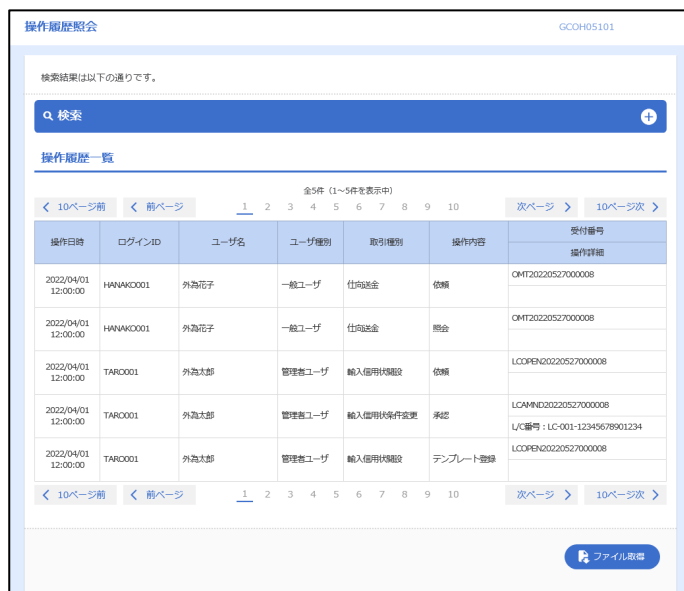 操作履歴照会 GCOH05101
検索結果は以下の通りです。
検索
操作履歴一覧
全5件（1～5件を表示中）
10ページ前 前ページ 1 2 3 4 5 6 7 8 9 10 次ページ 10ページ次
操作日時 ログインID ユーザ名 ユーザ種別 取引種別 操作内容 受付番号
操作詳細
2022/04/01 12:00:00 HANAKO001 外為花子 一般ユーザ 仕向送金 依頼 OMT20220527000008
2022/04/01 12:00:00 HANAKO001 外為花子 一般ユーザ 仕向送金 照会 OMT20220527000008
2022/04/01 12:00:00 TARO001 外為太郎 管理者ユーザ 輸入信用状開設 依頼 LCOPEN20220527000008
2022/04/01 12:00:00 TARO001 外為太郎 管理者ユーザ 輸入信用状条件変更 承認 LCAMND20220527000008
L/C番号：LC-001-12345678901234
2022/04/01 12:00:00 TARO001 外為太郎 管理者ユーザ 輸入信用状開設 テンプレート登録 LCOPEN20220527000008
10ページ前 前ページ 1 2 3 4 5 6 7 8 9 10 次ページ 10ページ次
ファイル取得